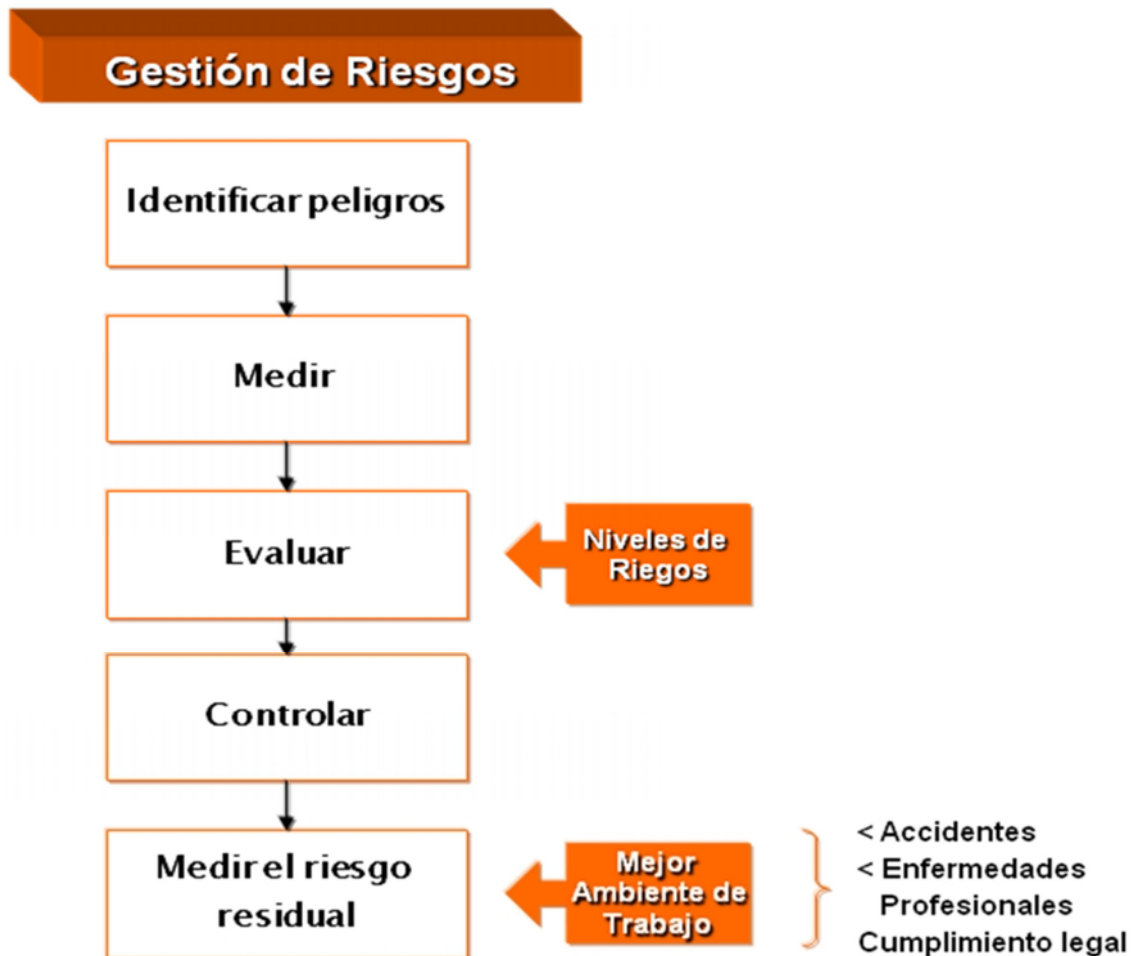 Gestión de Riesgos
Identificar peligros
Medir
Evaluar
Niveles de
Riegos
Controlar
Medir el riesgo
residual
Mejor
Ambiente de
Trabajo
< Accidentes
< Enfermedades
Profesionales
Cumplimiento legal